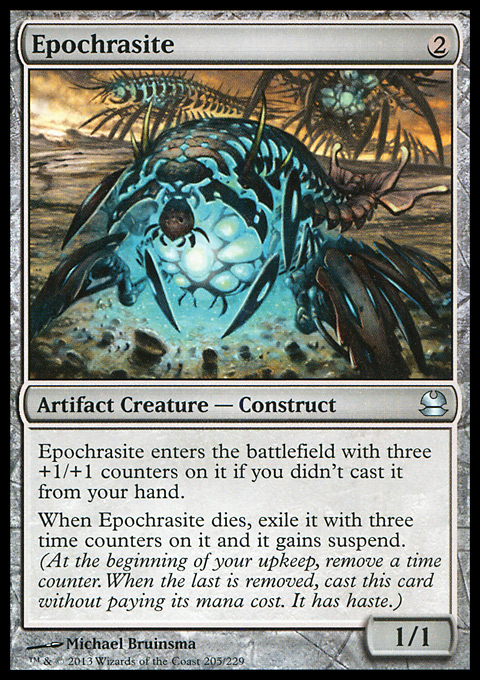 Epochrasite 2
Artifact Creature — Construct
Epochrasite enters the battlefield with three
+1/+1 counters on it if you didn't cast it
from your hand.
When Epochrasite dies, exile it with three
time counters on it and it gains suspend.
(At the beginning of your upkeep, remove a time
counter. When the last is removed, cast this card
without paying its mana cost. It has haste.)
Michael Bruinsma
1/1
™ & © 2013 Wizards of the Coast 205/229